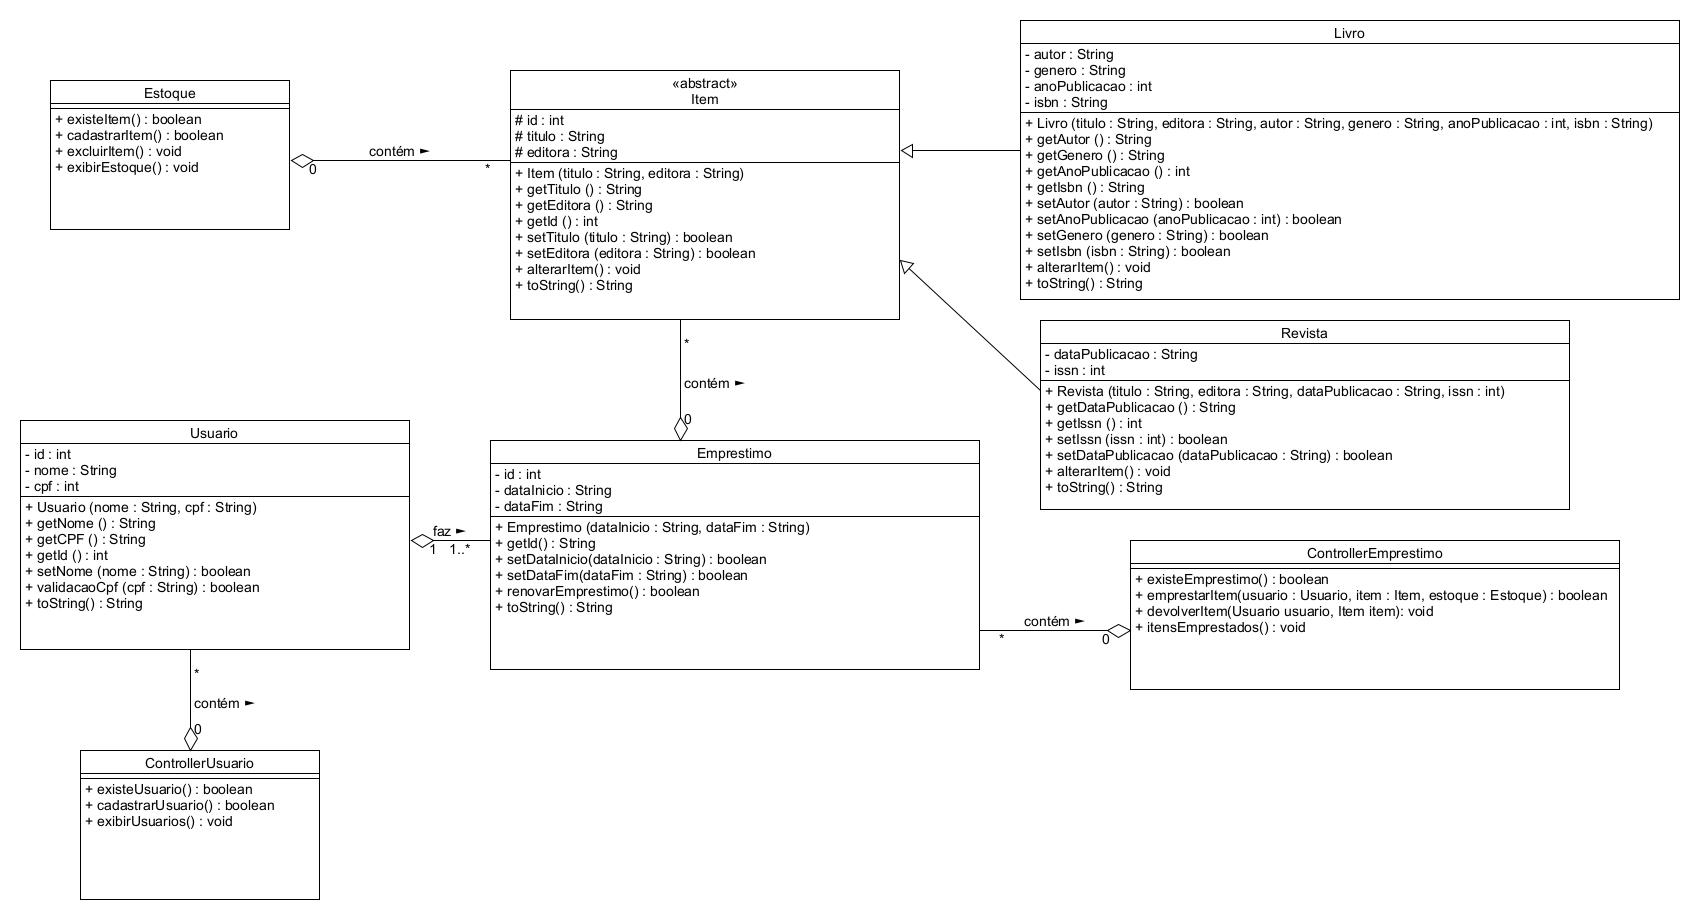 Estoque
+ existeItem() : boolean
+ cadastrarItem() : boolean
+ excluirItem() : void
+ exibirEstoque() : void
contém ►
0
*
«abstract»
Item
# id : int
# titulo : String
# editora : String
+ Item (titulo : String, editora : String)
+ getTitulo () : String
+ getEditora () : String
+ getId () : int
+ setTitulo (titulo : String) : boolean
+ setEditora (editora : String) : boolean
+ alterarItem() : void
+ toString() : String
Livro
- autor : String
- genero : String
- anoPublicacao : int
- isbn : String
+ Livro (titulo : String, editora : String, autor : String, genero : String, anoPublicacao : int, isbn : String)
+ getAutor () : String
+ getGenero () : String
+ getAnoPublicacao () : int
+ getIsbn () : String
+ setAutor (autor : String) : boolean
+ setAnoPublicacao (anoPublicacao : int) : boolean
+ setGenero (genero : String) : boolean
+ setIsbn (isbn : String) : boolean
+ alterarItem() : void
+ toString() : String
Revista
- dataPublicacao : String
- issn : int
+ Revista (titulo : String, editora : String, dataPublicacao : String, issn : int)
+ getDataPublicacao () : String
+ getIssn () : int
+ setIssn (issn : int) : boolean
+ setDataPublicacao (dataPublicacao : String) : boolean
+ alterarItem() : void
+ toString() : String
*
contém ►
0
Usuario
- id : int
- nome : String
- cpf : int
+ Usuario (nome : String, cpf : String)
+ getNome () : String
+ getCPF () : String
+ getId () : int
+ setNome (nome : String) : boolean
+ validacaoCpf (cpf : String) : boolean
+ toString() : String
faz ►
1 1..*
Emprestimo
- id : int
- dataInicio : String
- dataFim : String
+ Emprestimo (dataInicio : String, dataFim : String)
+ getId() : String
+ setDataInicio(dataInicio : String) : boolean
+ setDataFim(dataFim : String) : boolean
+ renovarEmprestimo() : boolean
+ toString() : String
contém ►
*
0
ControllerEmprestimo
+ existeEmprestimo() : boolean
+ emprestarItem(usuario : Usuario, item : Item, estoque : Estoque) : boolean
+ devolverItem(Usuario usuario, Item item): void
+ itensEmprestados() : void
*
contém ►
0
ControllerUsuario
+ existeUsuario() : boolean
+ cadastrarUsuario() : boolean
+ exibirUsuarios() : void